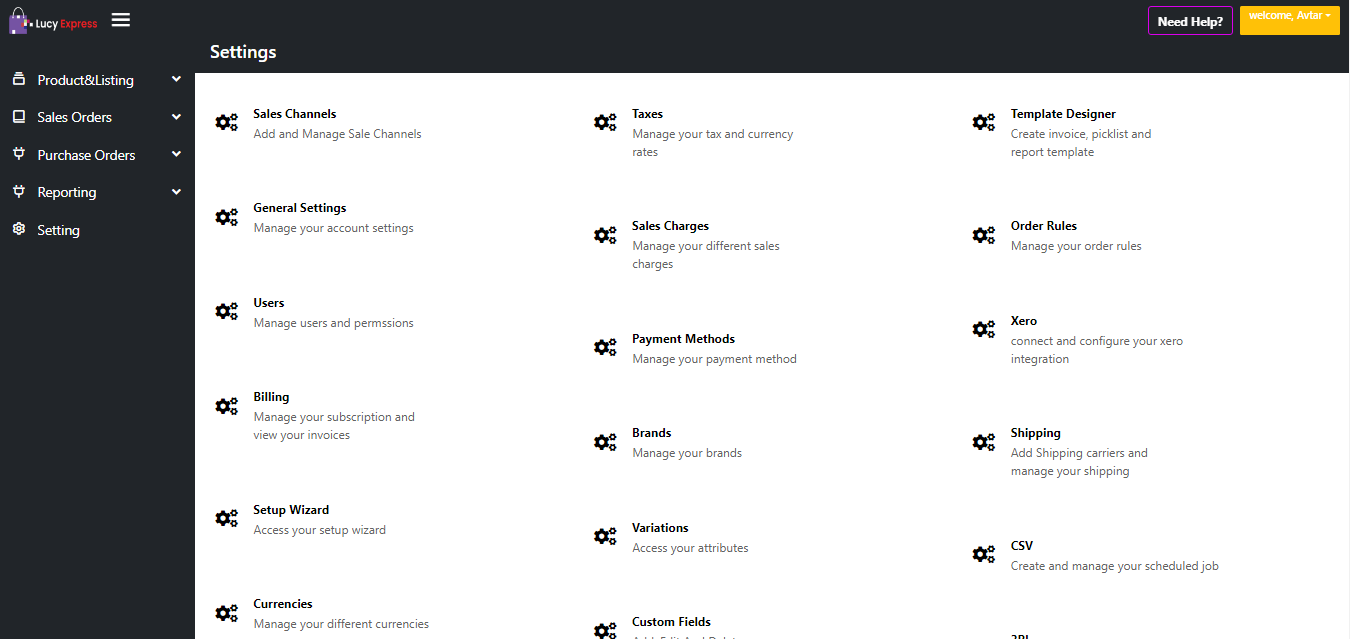 Lucy Express
Need Help?
welcome, Avtar
Settings
Product&Listing
Sales Orders
Purchase Orders
Reporting
Setting
Sales Channels
Add and Manage Sale Channels
General Settings
Manage your account settings
Users
Manage users and permssions
Billing
Manage your subscription and
view your invoices
Setup Wizard
Access your setup wizard
Currencies
Manage your different currencies
Taxes
Manage your tax and currency
rates
Sales Charges
Manage your different sales
charges
Payment Methods
Manage your payment method
Brands
Manage your brands
Variations
Access your attributes
Custom Fields
Template Designer
Create invoice, picklist and
report template
Order Rules
Manage your order rules
Xero
connect and configure your xero
integration
Shipping
Add Shipping carriers and
manage your shipping
CSV
Create and manage your scheduled job